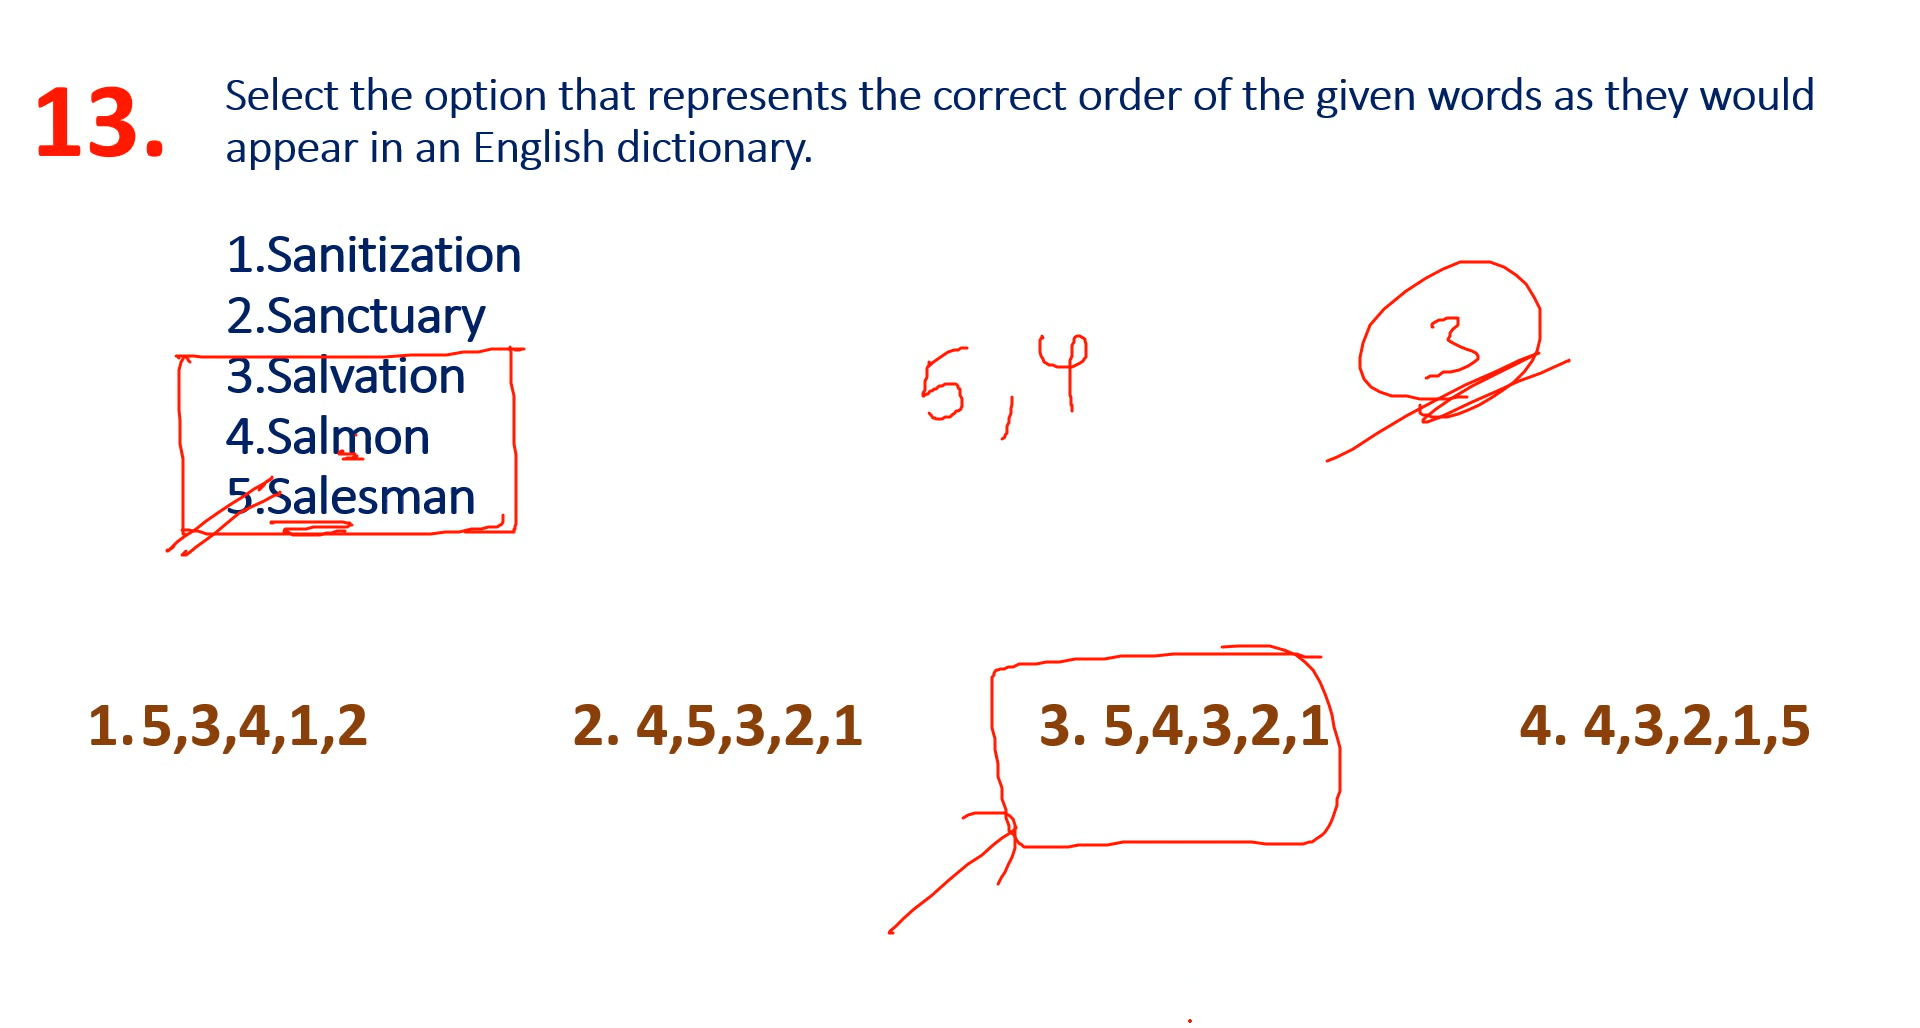 13.
Select the option that represents the correct order of the given words as they would
appear in an English dictionary.
1.Sanitization
2.Sanctuary
3.Salvation
4.Salmon
5.Salesman
5,4
3
1.5,3,4,1,2
2. 4,5,3,2,1
3. 5,4,3,2,1
4. 4,3,2,1,5